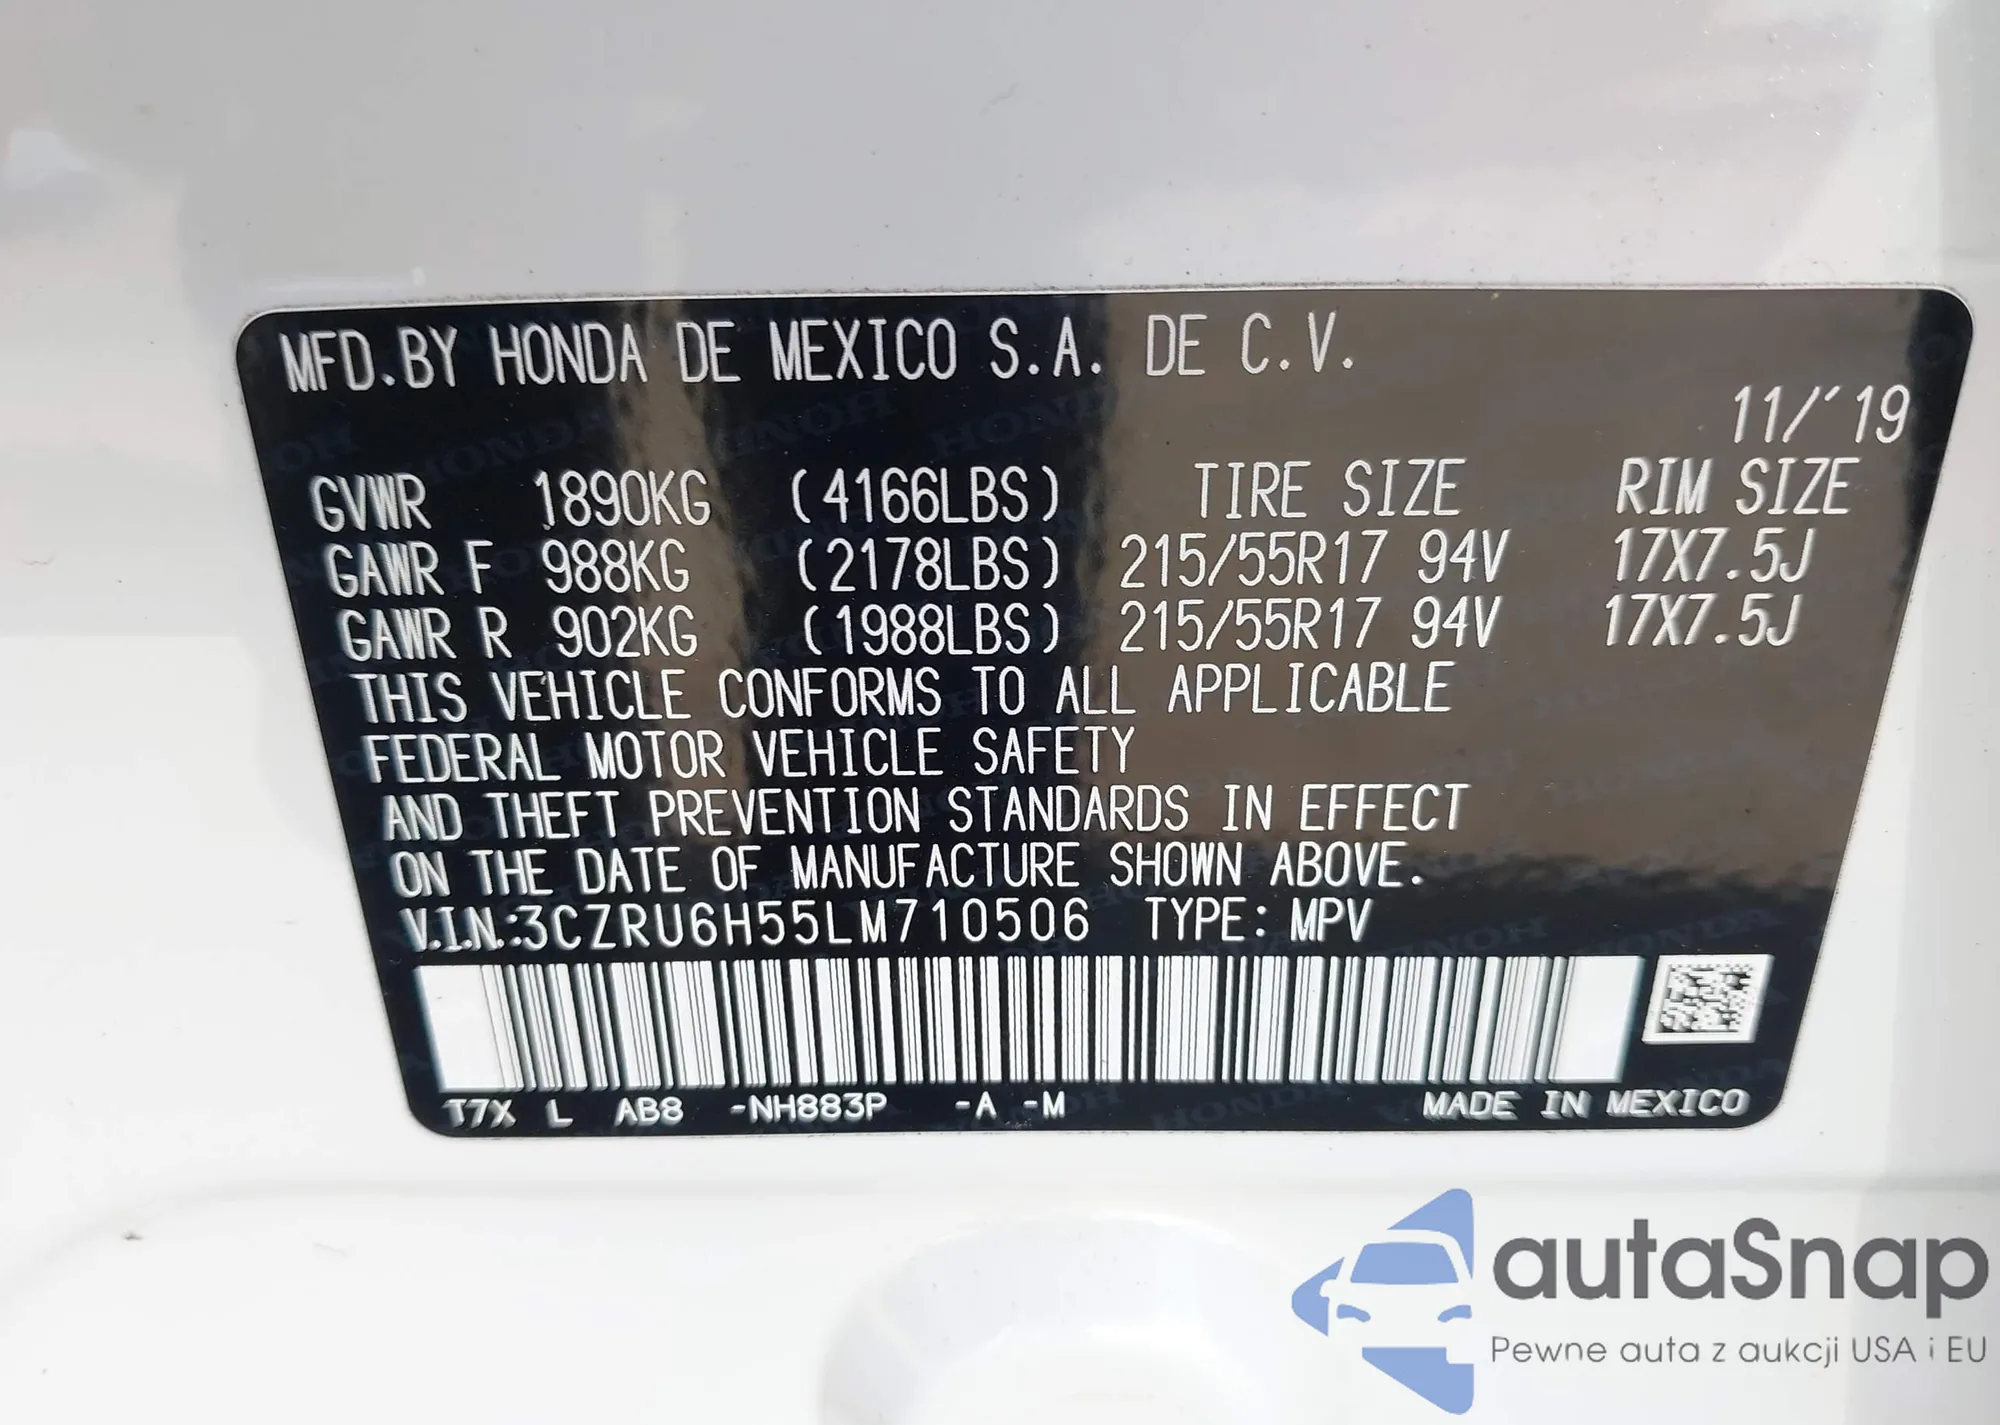 MFD.BY HONDA DE MEXICO S.A. DE C.V.
11/'19
GVWR 1890KG (4166LBS) TIRE SIZE RIM SIZE
GAWR F 988KG (2178LBS) 215/55R17 94V 17X7.5J
GAWR R 902KG (1988LBS) 215/55R17 94V 17X7.5J
THIS VEHICLE CONFORMS TO ALL APPLICABLE
FEDERAL MOTOR VEHICLE SAFETY
AND THEFT PREVENTION STANDARDS IN EFFECT
ON THE DATE OF MANUFACTURE SHOWN ABOVE.
V.I.N.:3CZRU6H55LM710506 TYPE: MPV
T7X L AB8 -NH883P -A -M MADE IN MEXICO
autaSnap
Pewne auta z aukcji USA i EU